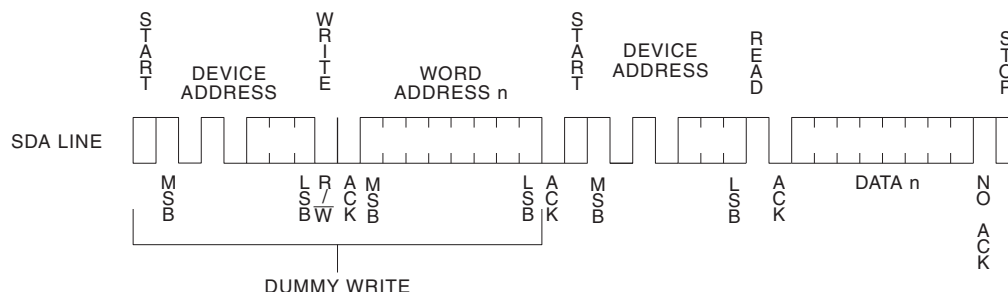 START
WRITE
START
READ
STOP
DEVICE
ADDRESS
WORD
ADDRESS n
DEVICE
ADDRESS
SDA LINE
MSB
LSB
R/W
ACK
MSB
LSB
ACK
MSB
LSB
ACK
DATA n
NO ACK
DUMMY WRITE